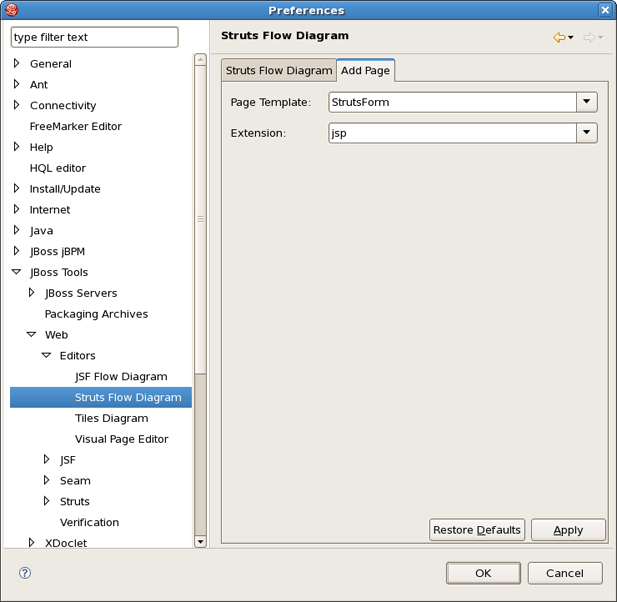 Preferences
type filter text
General
Ant
Connectivity
FreeMarker Editor
Help
HQL editor
Install/Update
Internet
Java
JBoss jBPM
JBoss Tools
JBoss Servers
Packaging Archives
Web
Editors
JSF Flow Diagram
Struts Flow Diagram
Tiles Diagram
Visual Page Editor
JSF
Seam
Struts
Verification
XDoclet
Struts Flow Diagram
Struts Flow Diagram Add Page
Page Template: StrutsForm
Extension: jsp
Restore Defaults Apply
? OK Cancel